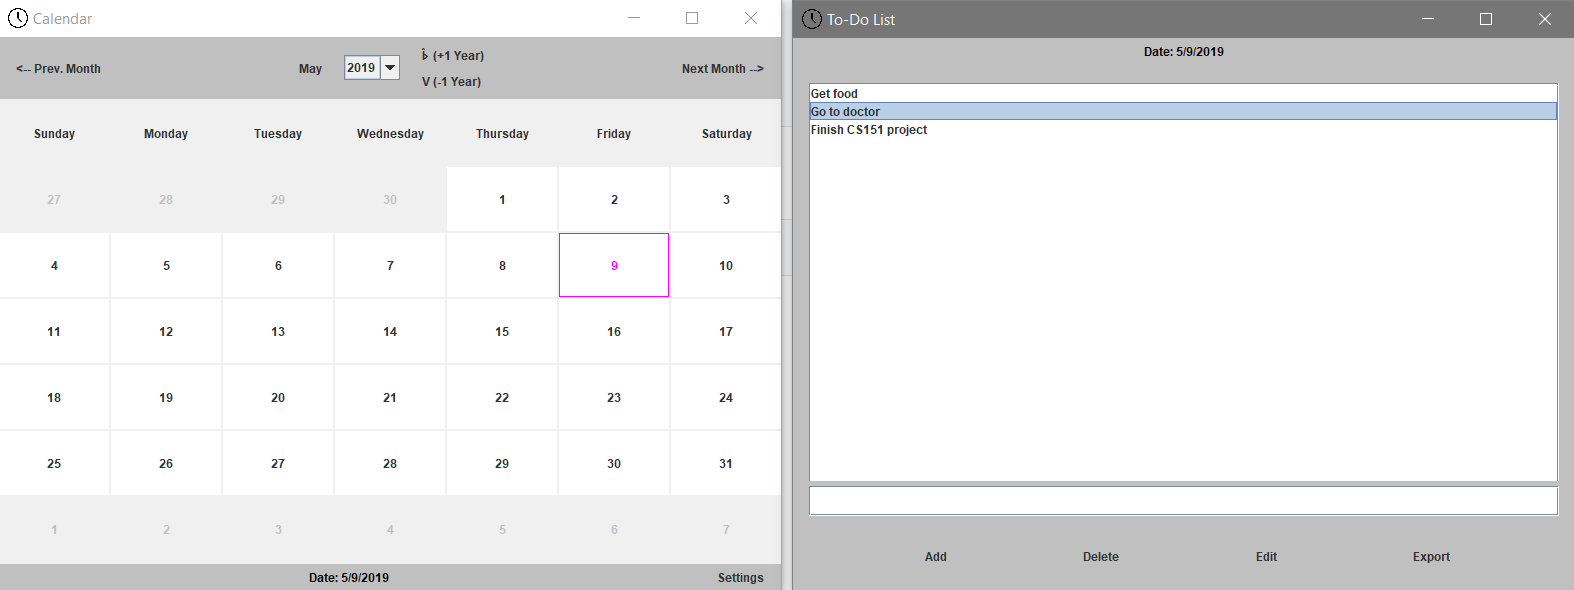 Calendar
<-- Prev. Month
May
2019
(+1 Year)
V (-1 Year)
Next Month -->
Sunday Monday Tuesday Wednesday Thursday Friday Saturday
27 28 29 30 1 2 3
4 5 6 7 8 9 10
11 12 13 14 15 16 17
18 19 20 21 22 23 24
25 26 27 28 29 30 31
1 2 3 4 5 6 7
Date: 5/9/2019
Settings
To-Do List
Date: 5/9/2019
Get food
Go to doctor
Finish CS151 project
Add Delete Edit Export